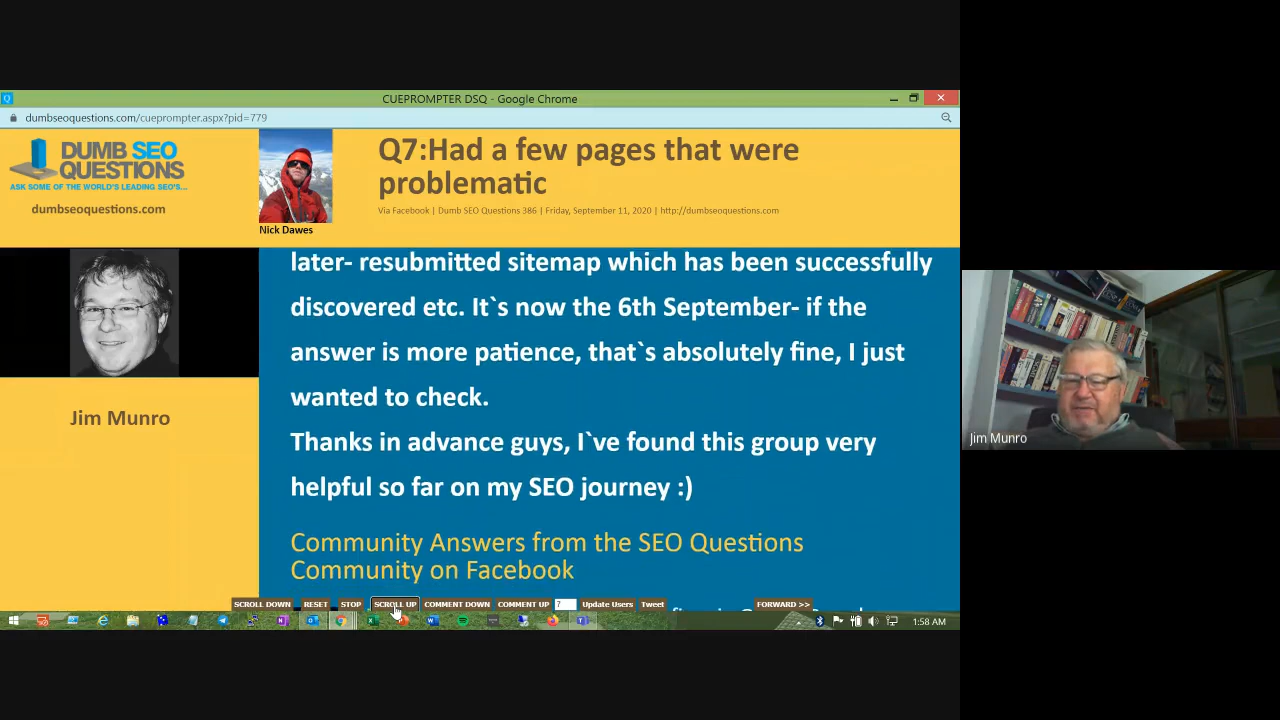 CUEPROMPTER DSQ - Google Chrome
dumbseoquestions.com/cueprompter.aspx?pid=779
DUMB SEO
QUESTIONS
ASK SOME OF THE WORLD'S LEADING SEO'S...
dumbseoquestions.com
Nick Dawes
Q7:Had a few pages that were
problematic
Via Facebook | Dumb SEO Questions 386 | Friday, September 11, 2020 | http://dumbseoquestions.com
Jim Munro
later- resubmitted sitemap which has been successfully
discovered etc. It`s now the 6th September- if the
answer is more patience, that`s absolutely fine, I just
wanted to check.
Thanks in advance guys, I`ve found this group very
helpful so far on my SEO journey :)
Community Answers from the SEO Questions
Community on Facebook
SCROLL DOWN RESET STOP SCROLL UP COMMENT DOWN COMMENT UP 7 Update Users Tweet FORWARD >>
1:58 AM
Jim Munro